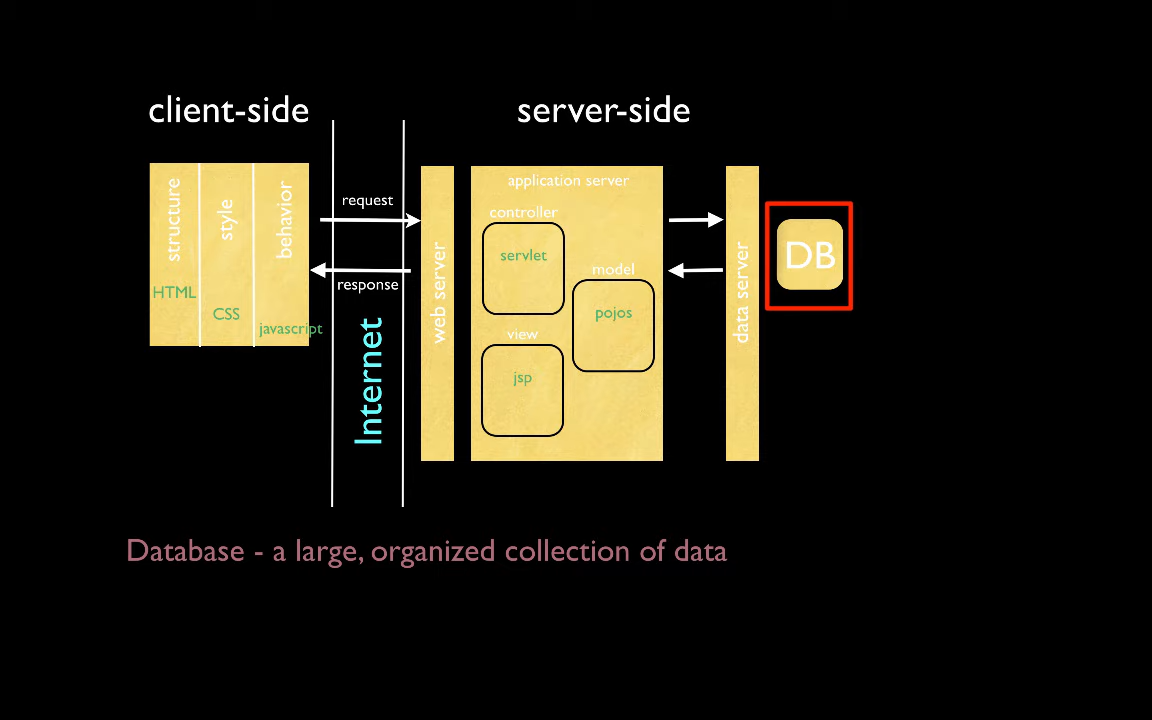 client-side
server-side
structure
style
behavior
HTML
CSS
javascript
request
response
Internet
web server
application server
controller
servlet
model
pojos
view
jsp
data server
DB
Database - a large, organized collection of data